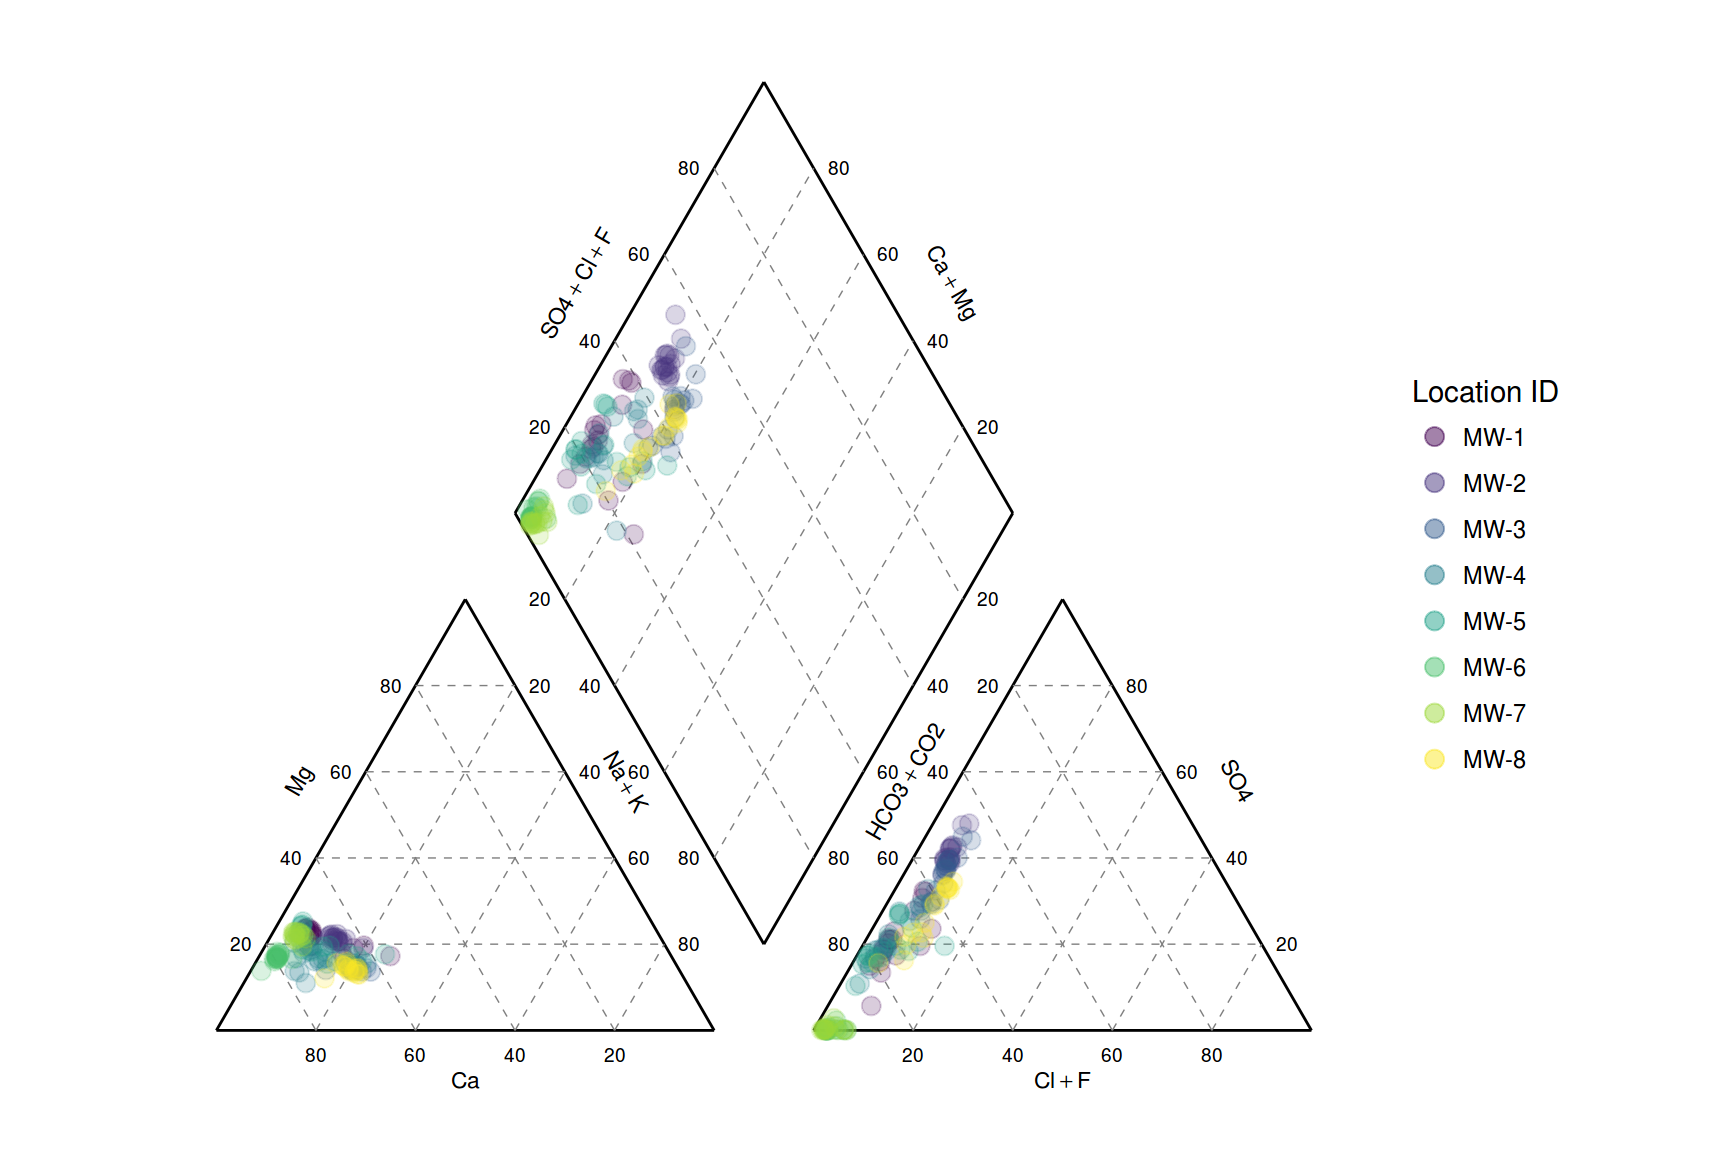 80 80
SO4+Cl+F
Ca+Mg
60 60
40 40
20 20
20 20
80 20 40
40 20 80
Mg
60 40
Na+K
60
60
HCO3+CO2
40 60
SO4
40 60 80
80 60 40
20 80
80 20
80 60 40 20
20 40 60 80
Ca
Cl+F
Location ID
MW-1
MW-2
MW-3
MW-4
MW-5
MW-6
MW-7
MW-8